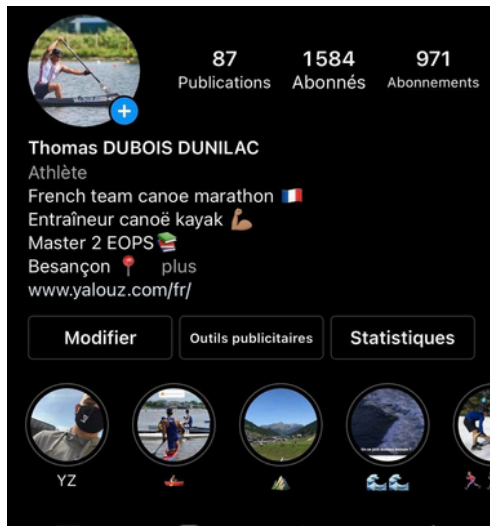 87 1584 971
Publications Abonnés Abonnements
Thomas DUBOIS DUNILAC
Athlète
French team canoe marathon 🇫🇷
Entraîneur canoë kayak 💪🏽
Master 2 EOPS📚
Besançon 📍 plus
www.yalouz.com/fr/
Modifier Outils publicitaires Statistiques
YZ